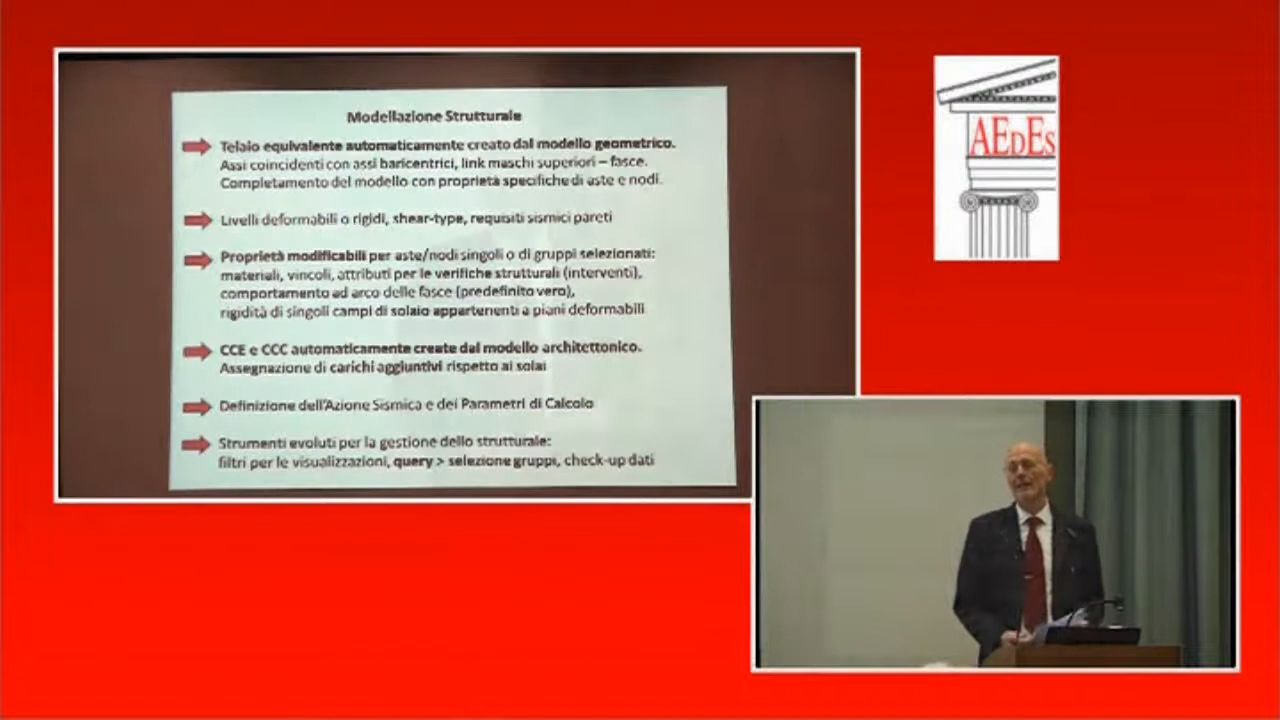 Modellazione Strutturale
Telaio equivalente automaticamente creato dal modello geometrico.
Assi coincidenti con assi baricentrici, link maschi superiori – fasce.
Completamento del modello con proprietà specifiche di aste e nodi.
Livelli deformabili o rigidi, shear-type, requisiti sismici pareti
Proprietà modificabili per aste/nodi singoli o di gruppi selezionati:
materiali, vincoli, attributi per le verifiche strutturali (interventi),
comportamento ad arco delle fasce (predefinito vero),
rigidità di singoli campi di solaio appartenenti a piani deformabili
CCE e CCC automaticamente create dal modello architettonico.
Assegnazione di carichi aggiuntivi rispetto ai solai
Definizione dell'Azione Sismica e dei Parametri di Calcolo
Strumenti evoluti per la gestione dello strutturale:
filtri per le visualizzazioni, query > selezione gruppi, check-up dati
AEDES